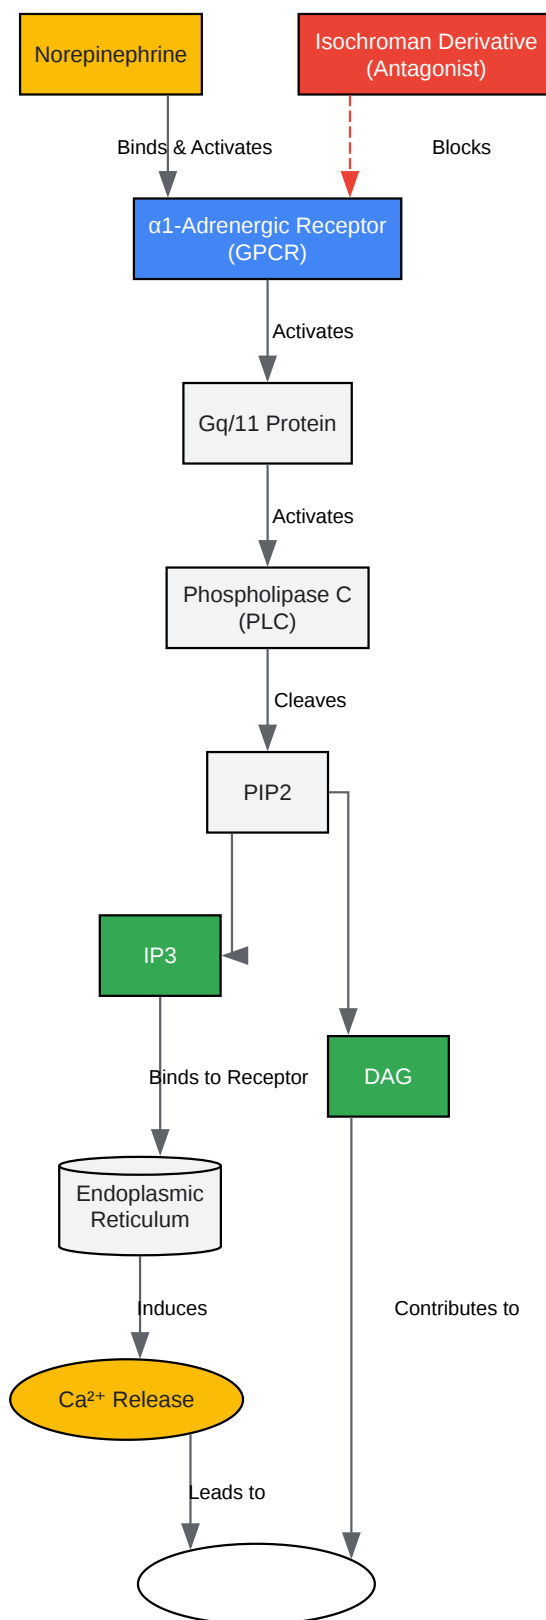 Norepinephrine
Isochroman Derivative
(Antagonist)
Binds & Activates
Blocks
α1-Adrenergic Receptor
(GPCR)
Activates
Gq/11 Protein
Activates
Phospholipase C
(PLC)
Cleaves
PIP2
IP3
DAG
Binds to Receptor
Endoplasmic
Reticulum
Induces
Contributes to
Ca²⁺ Release
Leads to